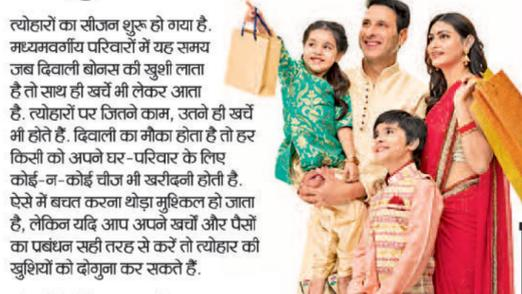 त्योहारों का सीजन शुरू हो गया है.
मध्यमवर्गीय परिवारों में यह समय
जब दिवाली बोनस की खुशी लाता
है तो साथ ही खर्चे भी लेकर आता
है. त्योहारों पर जितने काम, उतने ही खर्चे
भी होते हैं. दिवाली का मौका होता है तो हर
किसी को अपने घर-परिवार के लिए
कोई-न-कोई चीज भी खरीदनी होती है.
ऐसे में बचत करना थोड़ा मुश्किल हो जाता
है, लेकिन यदि आप अपने खर्चों और पैसों
का प्रबंधन सही तरह से करें तो त्योहार की
खुशियों को दोगुना कर सकते हैं.